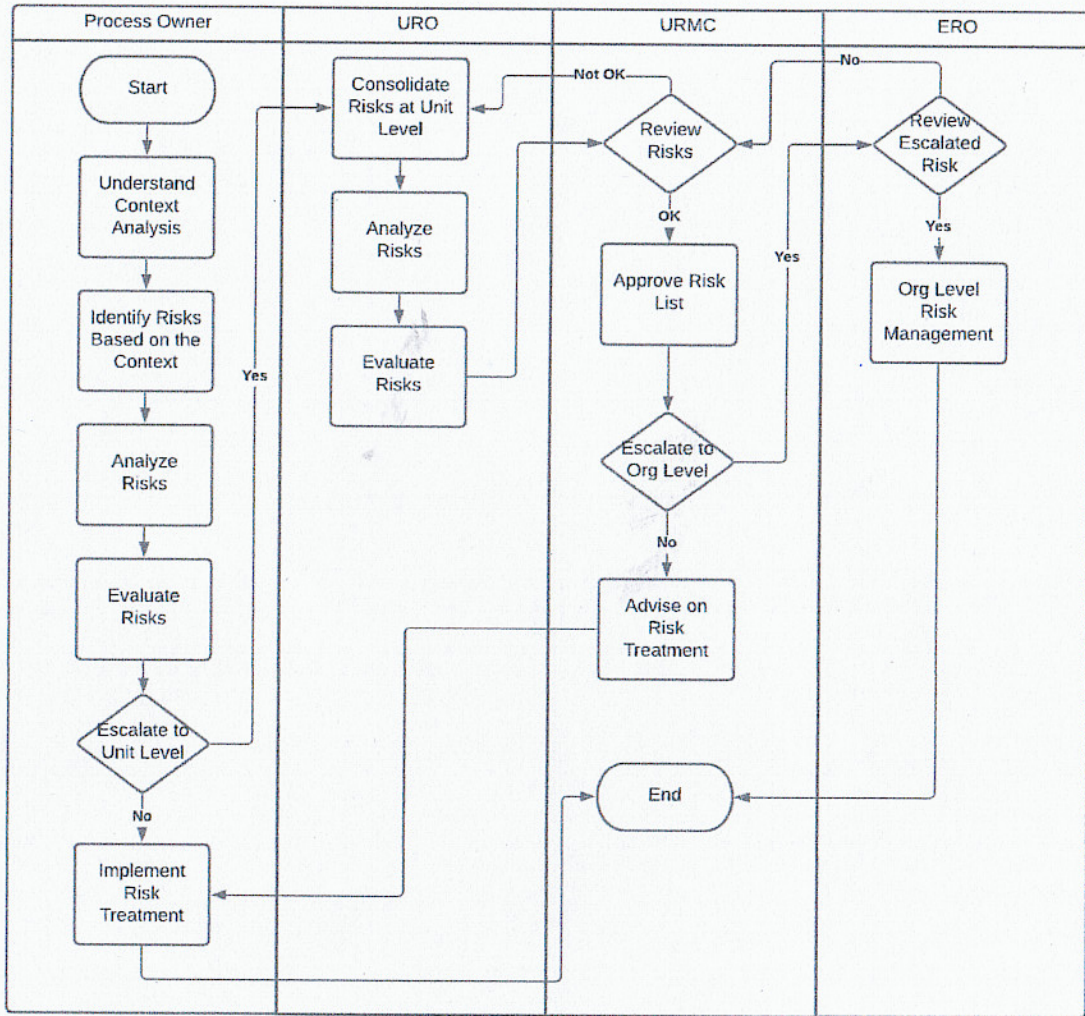 Process Owner
URO
URMC
ERO
Start
Understand
Context
Analysis
Identify Risks
Based on the
Context
Analyze
Risks
Evaluate
Risks
Escalate to
Unit Level
Yes
No
Implement
Risk
Treatment
Consolidate
Risks at Unit
Level
Analyze
Risks
Evaluate
Risks
Not OK
Review
Risks
OK
Approve Risk
List
Escalate to
Org Level
Yes
No
Advise on
Risk
Treatment
End
No
Review
Escalated
Risk
Yes
Org Level
Risk
Management